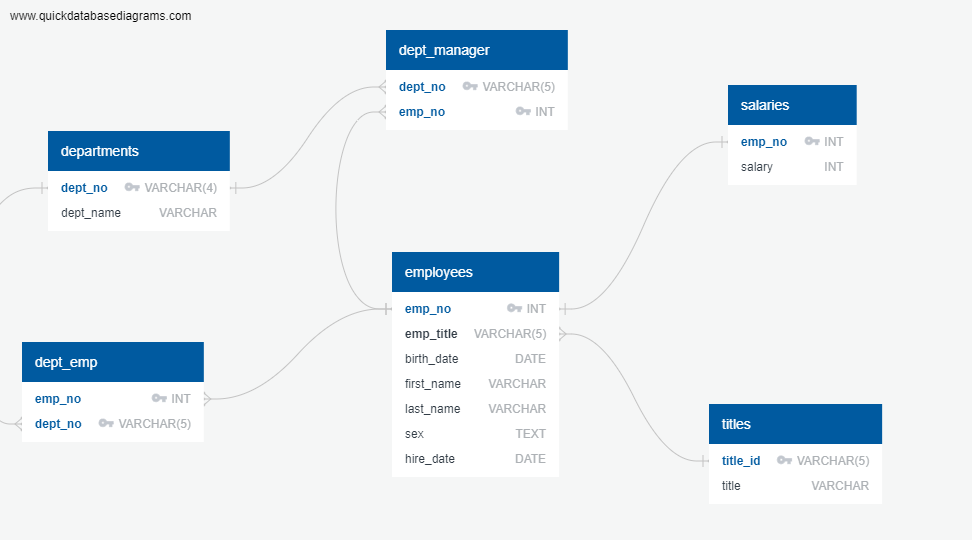 www.quickdatabasediagrams.com
dept_manager
dept_no VARCHAR(5)
emp_no INT
departments
dept_no VARCHAR(4)
dept_name VARCHAR
salaries
emp_no INT
salary INT
employees
emp_no INT
emp_title VARCHAR(5)
birth_date DATE
first_name VARCHAR
last_name VARCHAR
sex TEXT
hire_date DATE
dept_emp
emp_no INT
dept_no VARCHAR(5)
titles
title_id VARCHAR(5)
title VARCHAR